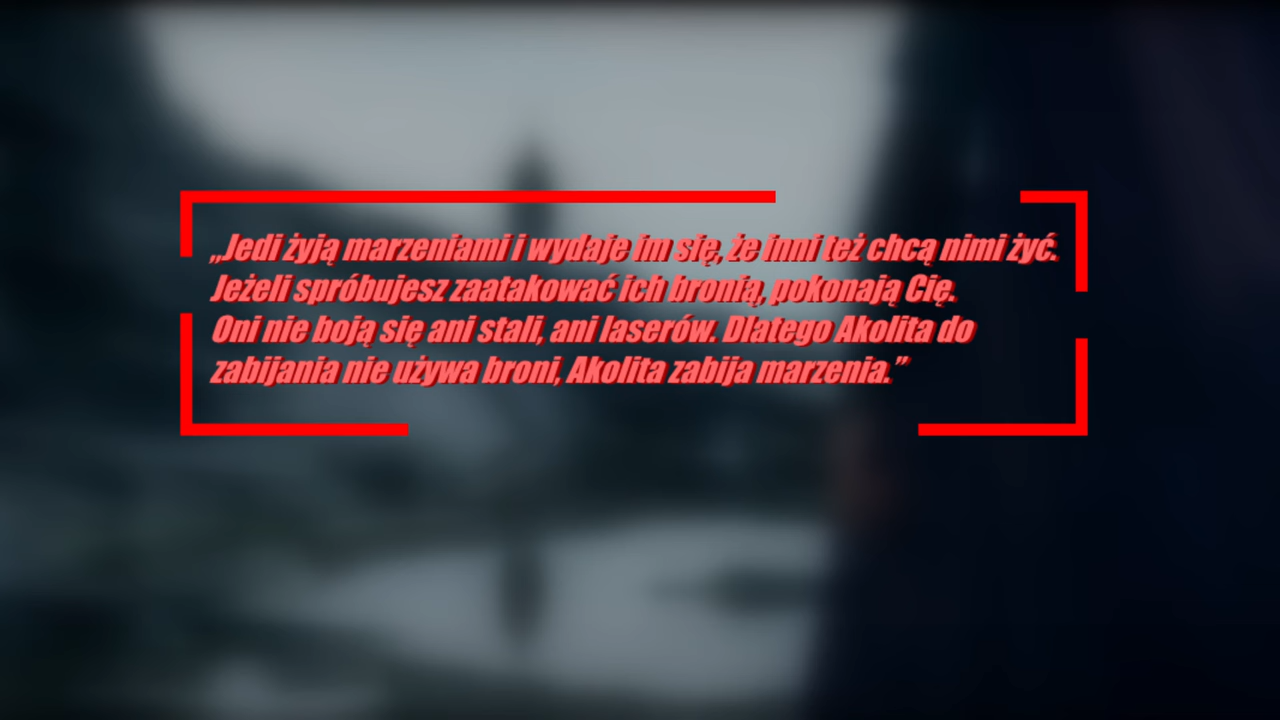 „Jedi żyją marzeniami i wydaje im się, że inni też chcą nimi żyć.
Jeżeli spróbujesz zaatakować ich bronią, pokonają Cię.
Oni nie boją się ani stali, ani laserów. Dlatego Akolita do
zabijania nie używa broni, Akolita zabija marzenia.”